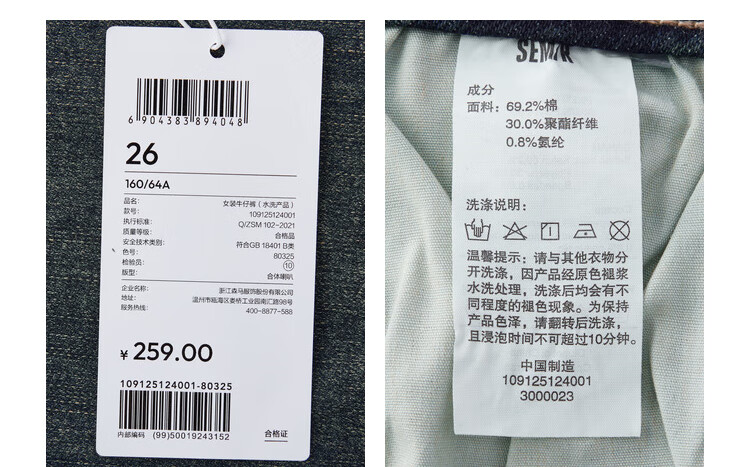 6904383894048
26
160/64A
品名: 女装牛仔裤（水洗产品）
款号: 109125124001
执行标准: Q/ZSM 102-2021
质量等级: 合格品
安全技术类别: 符合GB 18401 B类
色号: 80325
检验员: 10
版型: 合体喇叭
企业名称: 浙江森马服饰股份有限公司
地址: 温州市瓯海区娄桥工业园南汇路98号
服务热线: 400-8877-588
¥ 259.00
109125124001-80325
内部编码 (99)50019243152
合格证
SEMIR
成分
面料: 69.2%棉
30.0%聚酯纤维
0.8%氨纶
洗涤说明:
温馨提示: 请与其他衣物分
开洗涤, 因产品经原色褪浆
水洗处理, 洗涤后均会有不
同程度的褪色现象。为保持
产品色泽, 请翻转后洗涤,
且浸泡时间不可超过10分钟。
中国制造
109125124001
3000023